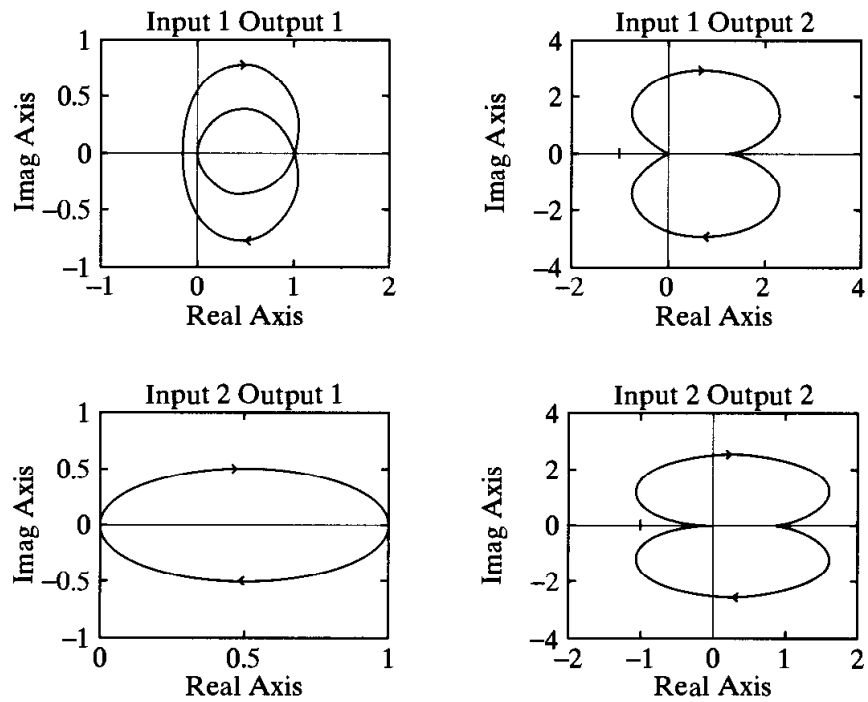 Input 1 Output 1
1
0.5
0
−0.5
−1
Imag Axis
−1 0 1 2
Real Axis
Input 1 Output 2
4
2
0
−2
−4
Imag Axis
−2 0 2 4
Real Axis
Input 2 Output 1
1
0.5
0
−0.5
−1
Imag Axis
0 0.5 1
Real Axis
Input 2 Output 2
4
2
0
−2
−4
Imag Axis
−2 −1 0 1 2
Real Axis